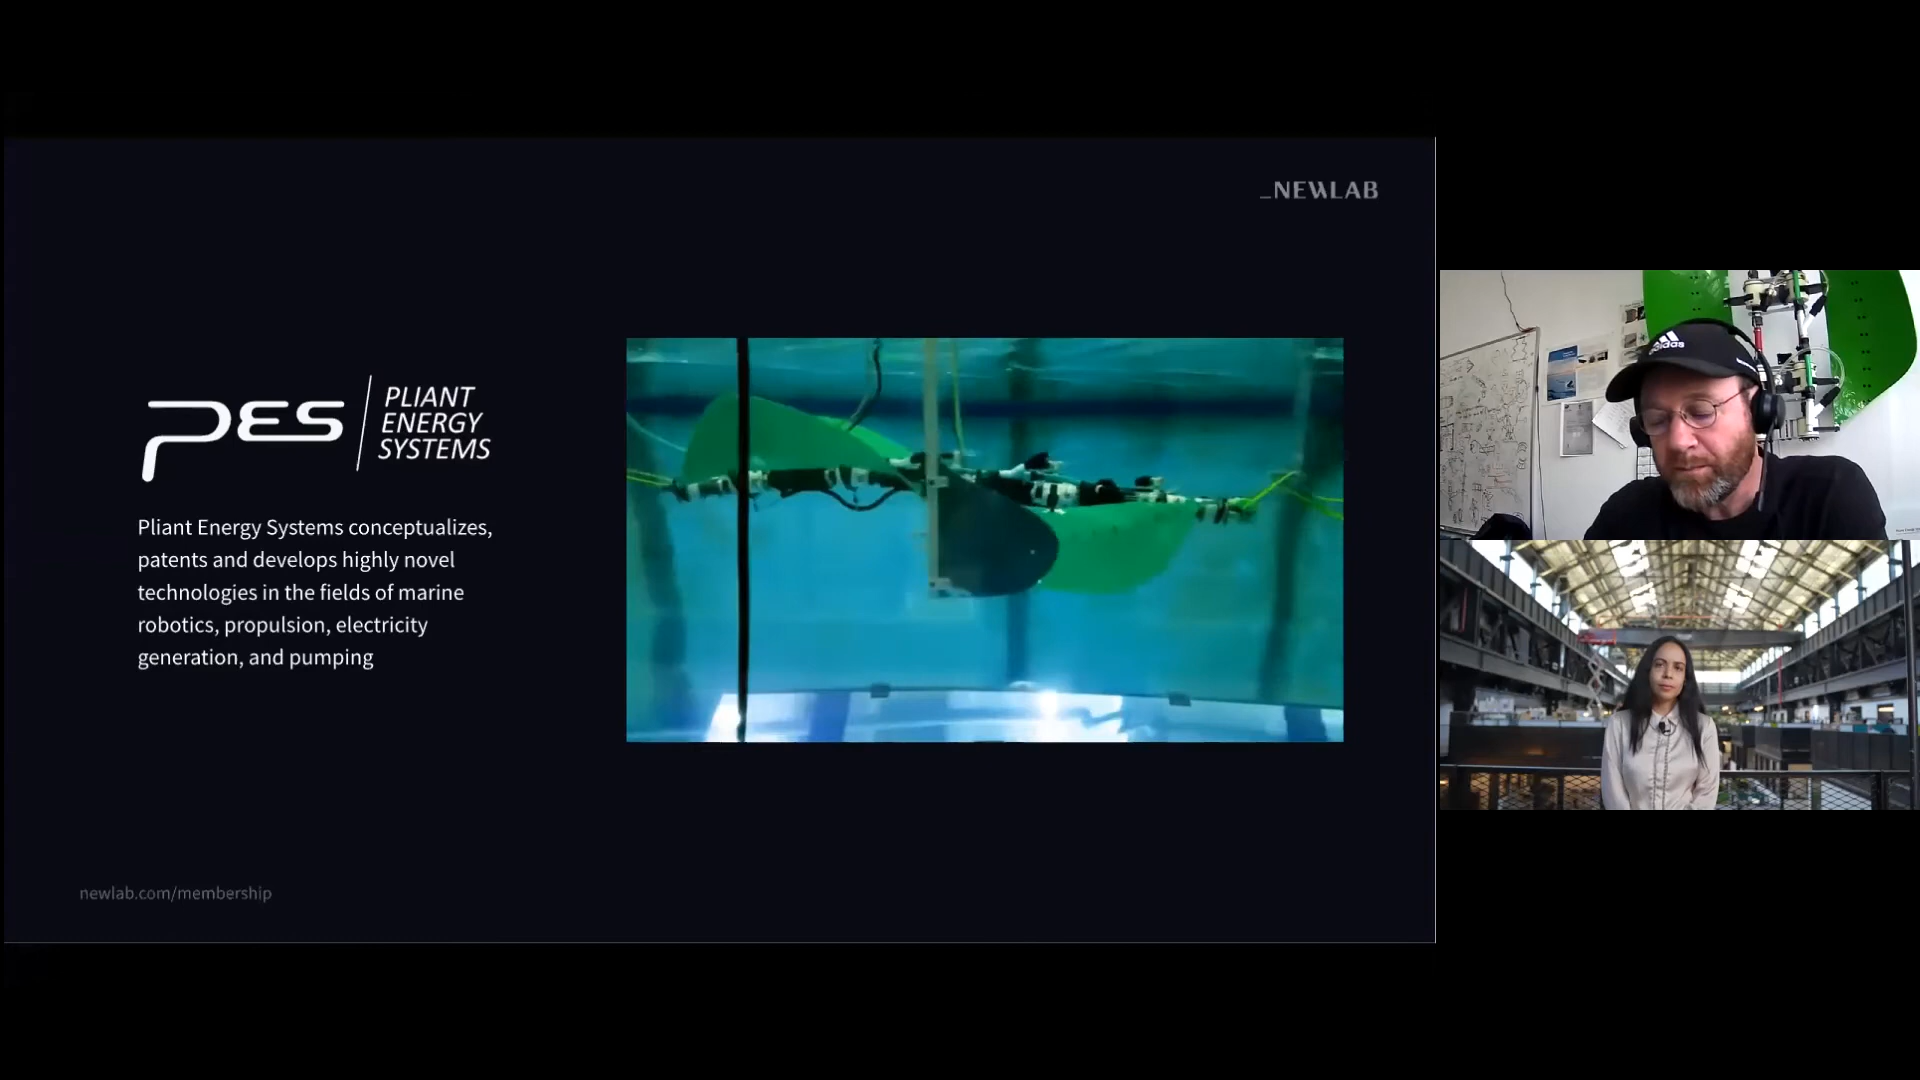 _NEWLAB
PES
PLIANT
ENERGY
SYSTEMS
Pliant Energy Systems conceptualizes,
patents and develops highly novel
technologies in the fields of marine
robotics, propulsion, electricity
generation, and pumping
newlab.com/membership
adidas